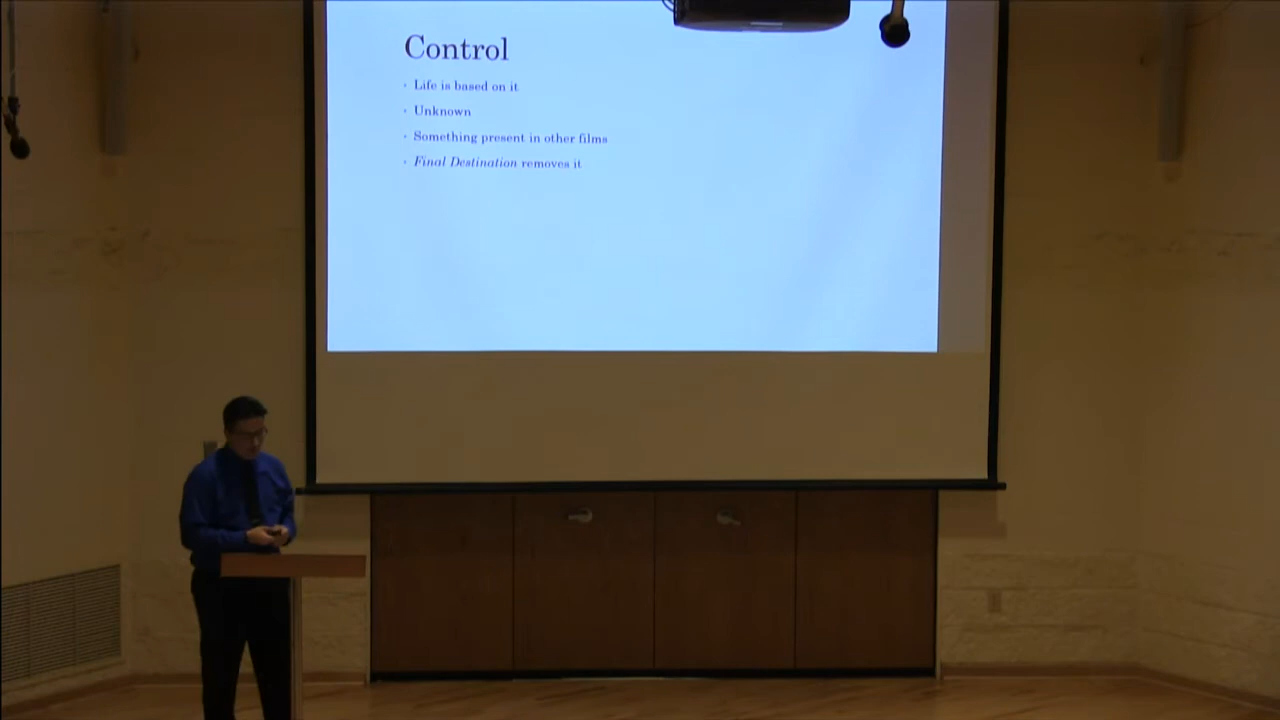 Control
· Life is based on it
· Unknown
· Something present in other films
· Final Destination removes it